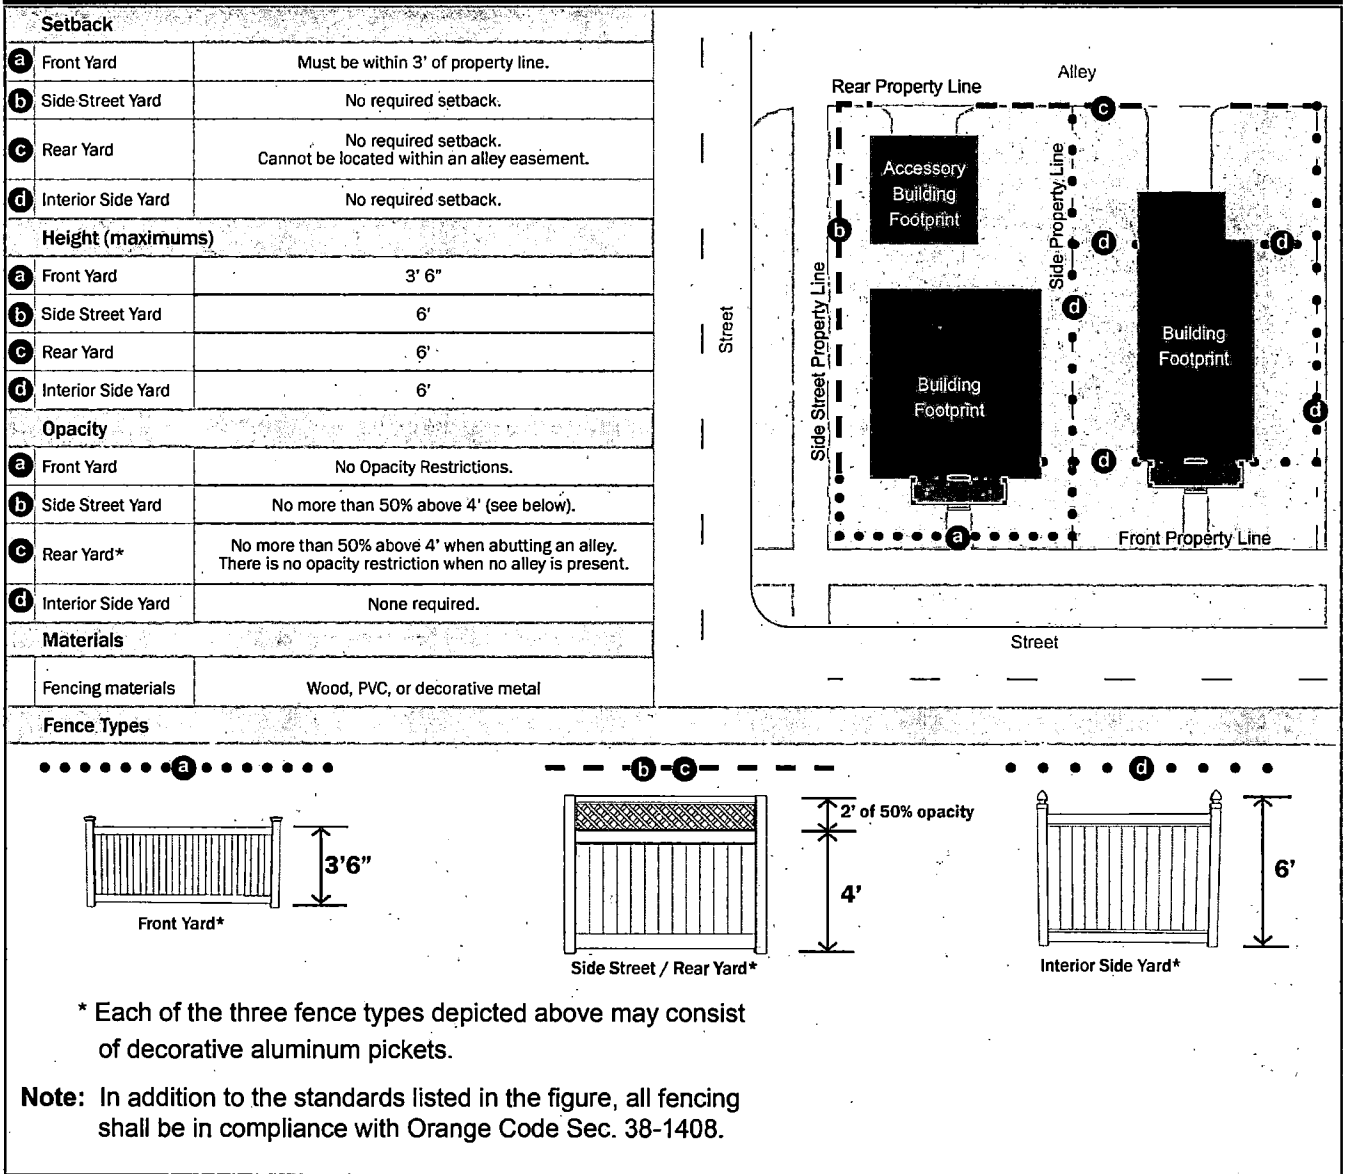 Setback
a Front Yard Must be within 3' of property line.
b Side Street Yard No required setback.
c Rear Yard No required setback.
Cannot be located within an alley easement.
d Interior Side Yard No required setback.
Height (maximums)
a Front Yard 3' 6"
b Side Street Yard 6'
c Rear Yard 6'
d Interior Side Yard 6'
Opacity
a Front Yard No Opacity Restrictions.
b Side Street Yard No more than 50% above 4' (see below).
c Rear Yard* No more than 50% above 4' when abutting an alley.
There is no opacity restriction when no alley is present.
d Interior Side Yard None required.
Materials
Fencing materials Wood, PVC, or decorative metal
Alley
Rear Property Line
c
Accessory
Building
Footprint
Side Property Line
b
d
d
Street
Side Street Property Line
d
Building
Footprint
Building
Footprint
d
d
a
Front Property Line
Street
Fence Types
a
b c
d
2' of 50% opacity
3'6"
4'
6'
Front Yard*
Side Street / Rear Yard*
Interior Side Yard*
* Each of the three fence types depicted above may consist
of decorative aluminum pickets.
Note: In addition to the standards listed in the figure, all fencing
shall be in compliance with Orange Code Sec. 38-1408.